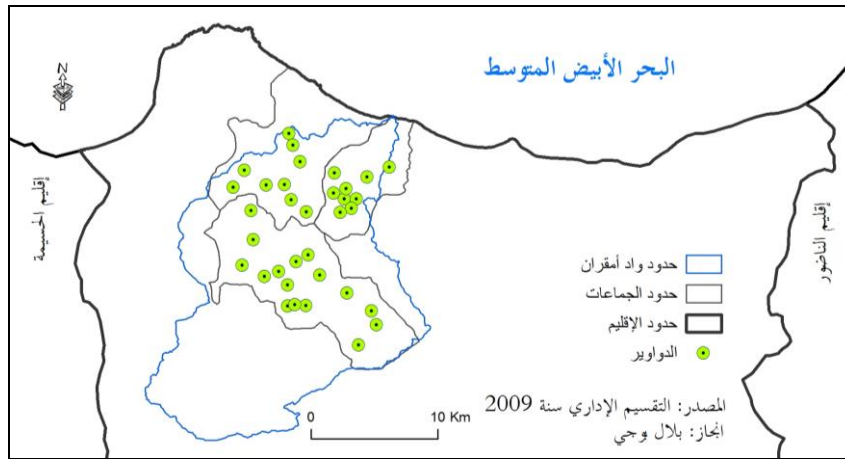 البحر الأبيض المتوسط
N
إقليم الحسيمة
إقليم الناضور
حدود واد أمقران
حدود الجماعات
حدود الإقليم
الدواوير
المصدر: التقسيم الإداري سنة 2009
انجاز: بلال وجي
0 10 Km